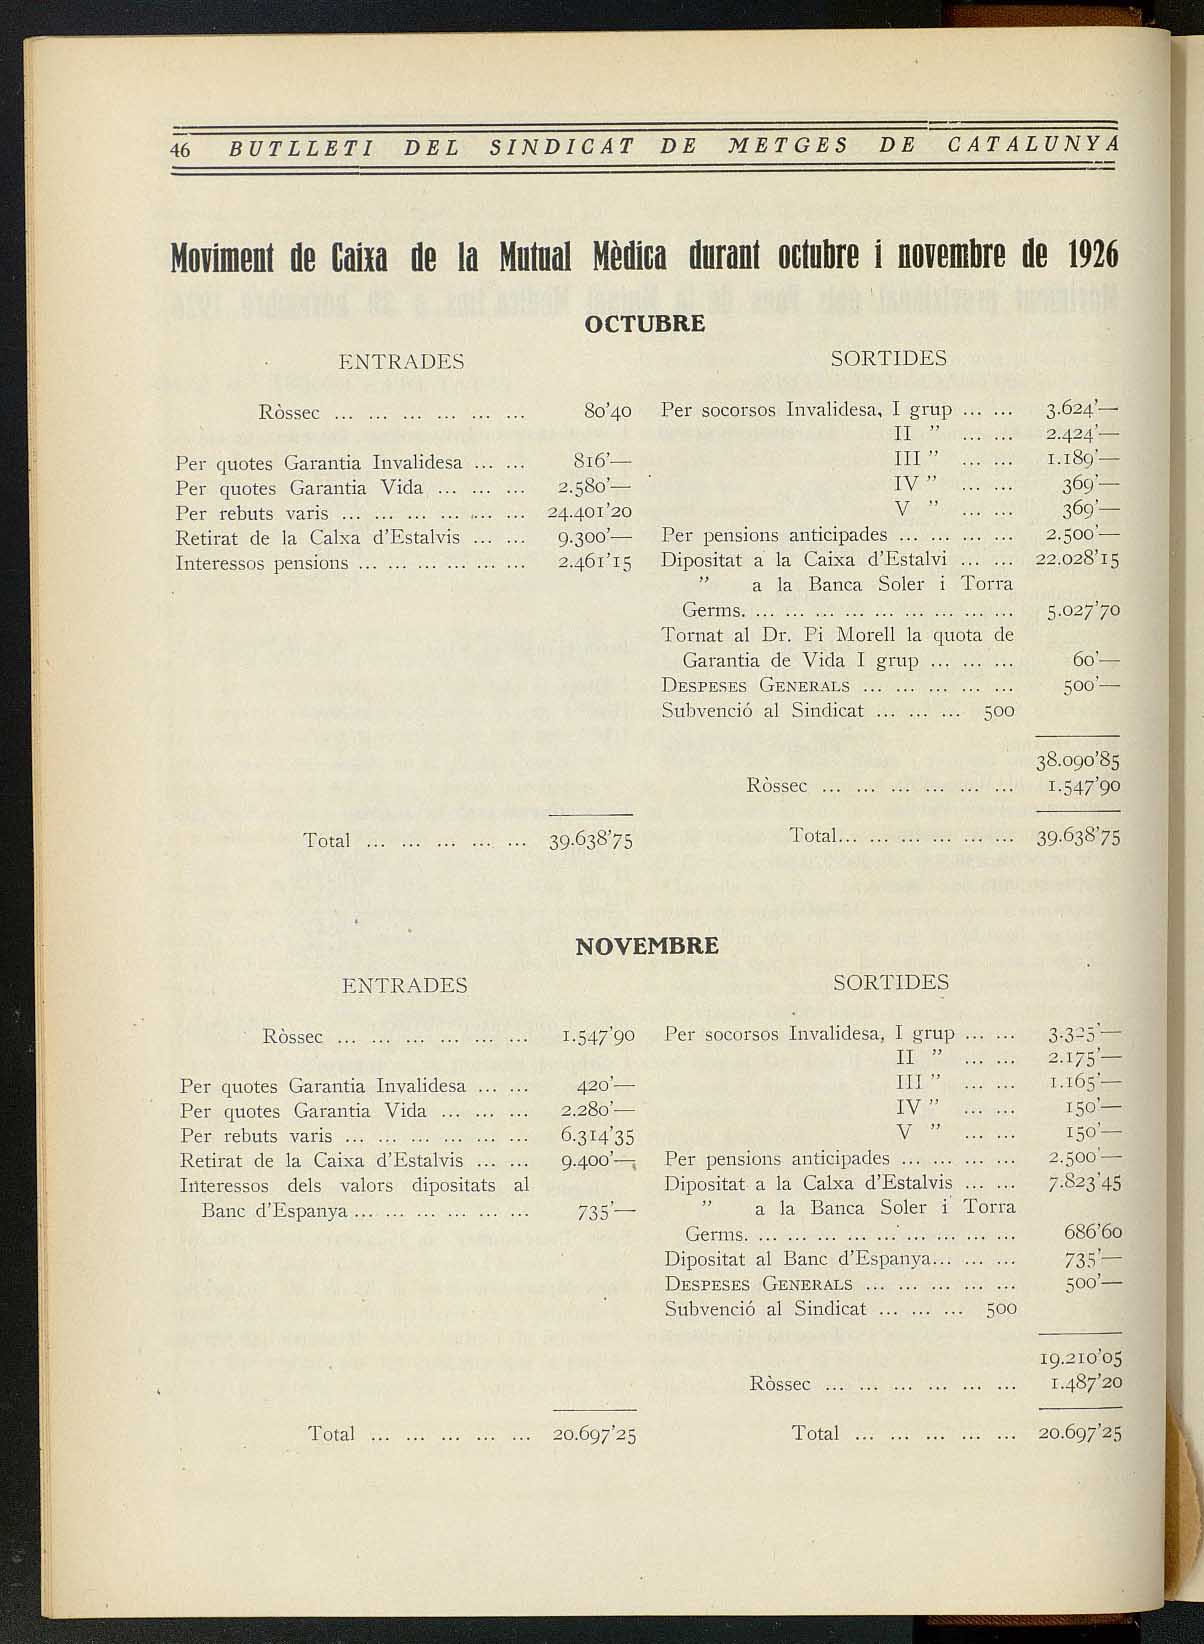 46 BUTLLETI DEL SINDICAT DE METGES DE CATALUNYA
Moviment de Caixa de la Mutual Mèdica durant octubre i novembre de 1926
OCTUBRE
ENTRADES
Ròssec ... ... ... ... ... ... 80'40
Per quotes Garantia Invalidesa ... ... 816'—
Per quotes Garantia Vida ... ... ... 2.580'—
Per rebuts varis ... ... ... ... ... ... 24.401'20
Retirat de la Calxa d'Estalvis ... ... 9.300'—
Interessos pensions ... ... ... ... ... ... 2.461'15
Total ... ... ... ... ... 39.638'75
SORTIDES
Per socorsos Invalidesa, I grup ... ... 3.624'—
II " ... ... 2.424'—
III " ... ... 1.189'—
IV " ... ... 369'—
V " ... ... 369'—
Per pensions anticipades ... ... ... ... 2.500'—
Dipositat a la Caixa d'Estalvi ... ... 22.028'15
" a la Banca Soler i Torra
Germs. ... ... ... ... ... ... ... ... ... 5.027'70
Tornat al Dr. Pi Morell la quota de
Garantia de Vida I grup ... ... ... 60'—
DESPESES GENERALS ... ... ... ... ... 500'—
Subvenció al Sindicat ... ... ... 500
38.090'85
Ròssec ... ... ... ... ... ... 1.547'90
Total... ... ... ... ... ... 39.638'75
NOVEMBRE
ENTRADES
Ròssec ... ... ... ... ... ... 1.547'90
Per quotes Garantia Invalidesa ... ... 420'—
Per quotes Garantia Vida ... ... ... 2.280'—
Per rebuts varis ... ... ... ... ... ... 6.314'35
Retirat de la Caixa d'Estalvis ... ... 9.400'—
Interessos dels valors dipositats al
Banc d'Espanya ... ... ... ... ... ... 735'—
Total ... ... ... ... ... 20.697'25
SORTIDES
Per socorsos Invalidesa, I grup ... ... 3.325'—
II " ... ... 2.175'—
III " ... ... 1.165'—
IV " ... ... 150'—
V " ... ... 150'—
Per pensions anticipades ... ... ... ... 2.500'—
Dipositat a la Calxa d'Estalvis ... ... 7.823'45
" a la Banca Soler i Torra
Germs. ... ... ... ... ... ... ... ... ... 686'60
Dipositat al Banc d'Espanya... ... ... 735'—
DESPESES GENERALS ... ... ... ... ... 500'—
Subvenció al Sindicat ... ... ... 500
19.210'05
Ròssec ... ... ... ... ... ... 1.487'20
Total ... ... ... ... ... 20.697'25